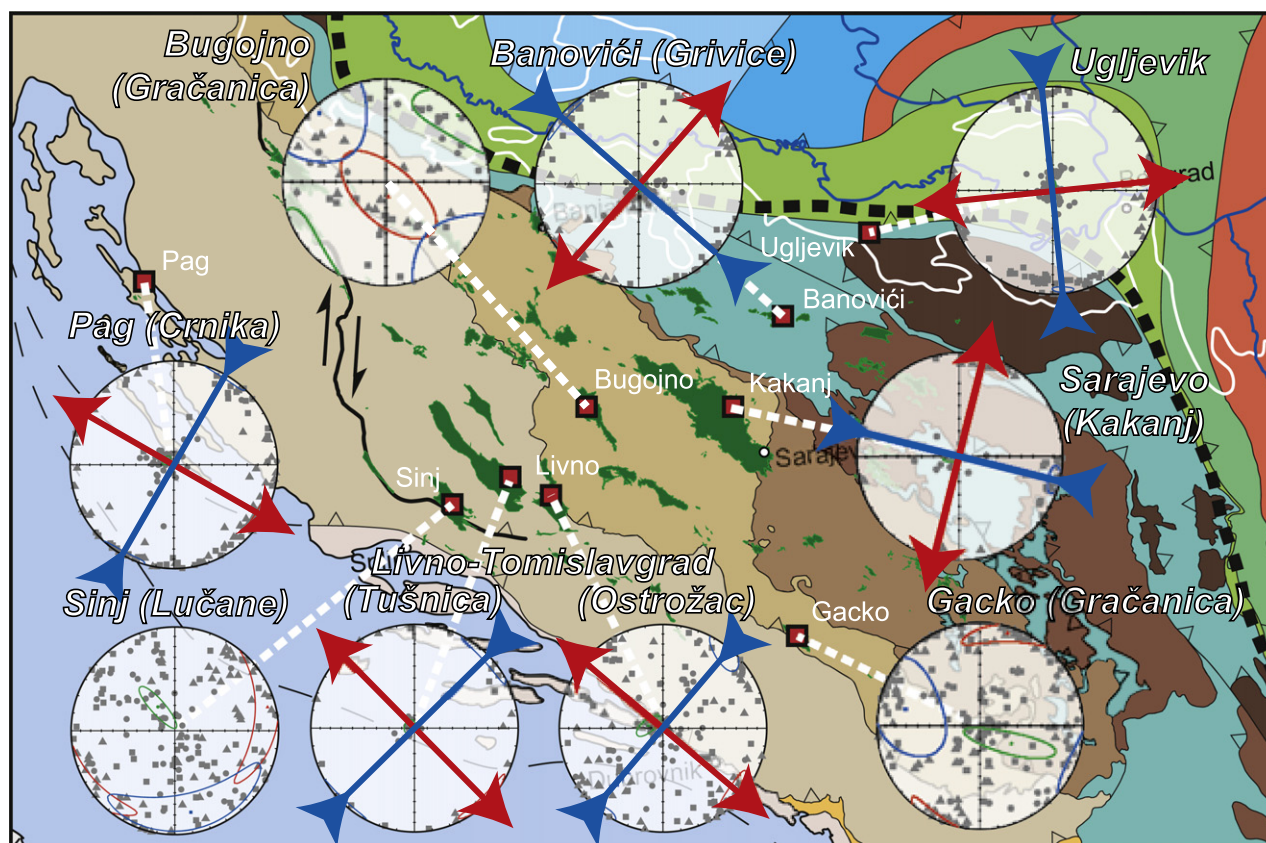 Bugojno
(Gračanica)
Banovići (Grivice)
Ugljevik
Pag
Ugljevik
Banovići
Pag (Crnika)
Bugojno
Kakanj
Sarajevo
(Kakanj)
Sarajevo
Sinj
Livno
Livno-Tomislavgrad
Sinj (Lučane)
(Tušnica)
(Ostrožac)
Gacko
Gacko (Gračanica)
Dubrovnik